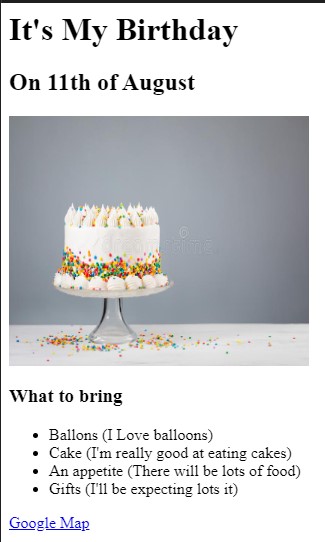 It's My Birthday
On 11th of August
What to bring
Ballons (I Love balloons)
Cake (I'm really good at eating cakes)
An appetite (There will be lots of food)
Gifts (I'll be expecting lots it)
Google Map